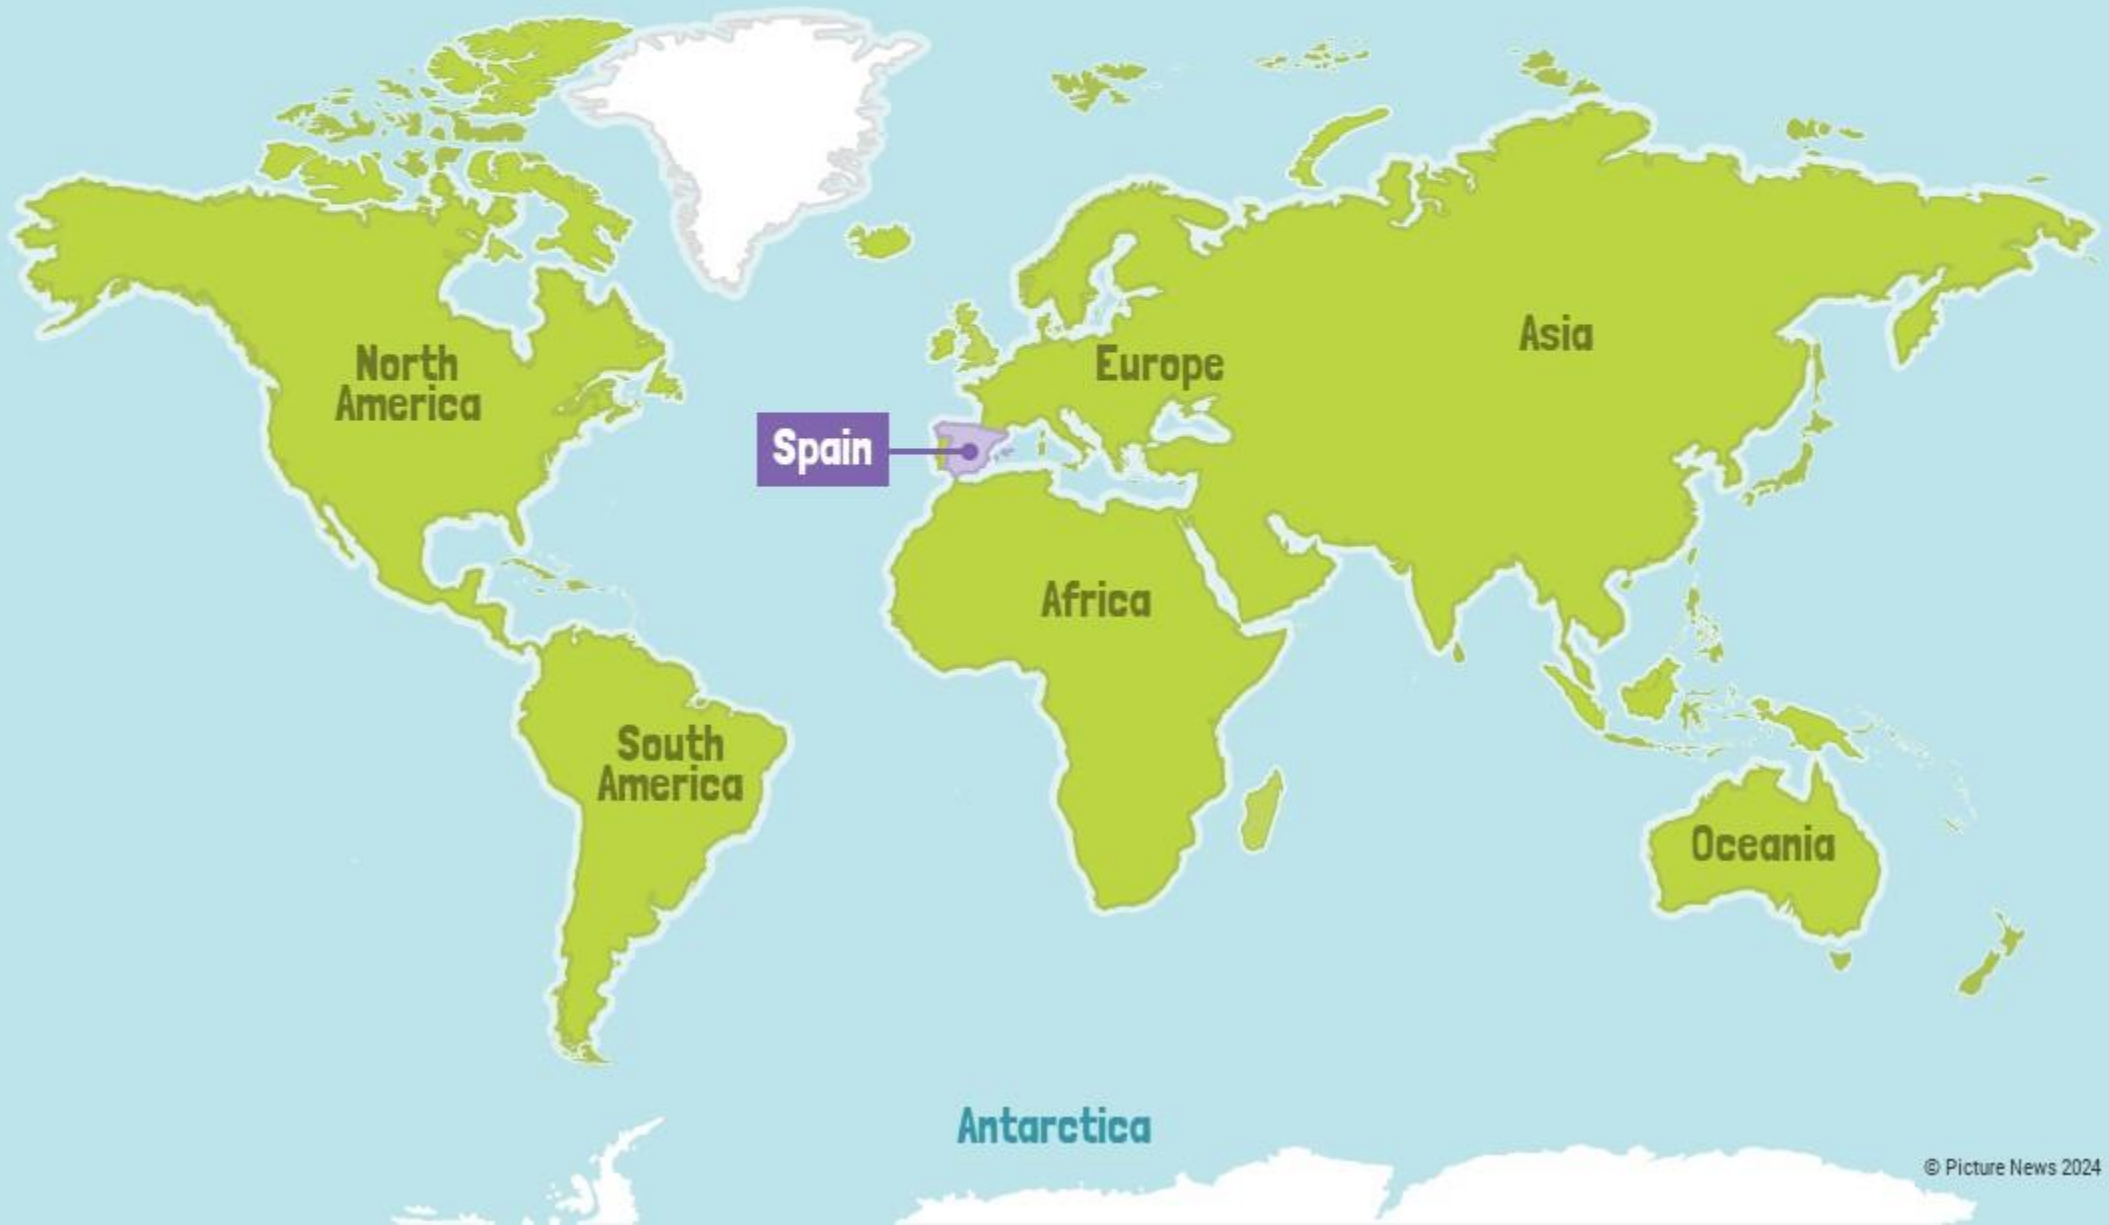 North
America
Europe
Asia
Spain
Africa
South
America
Oceania
Antarctica
© Picture News 2024